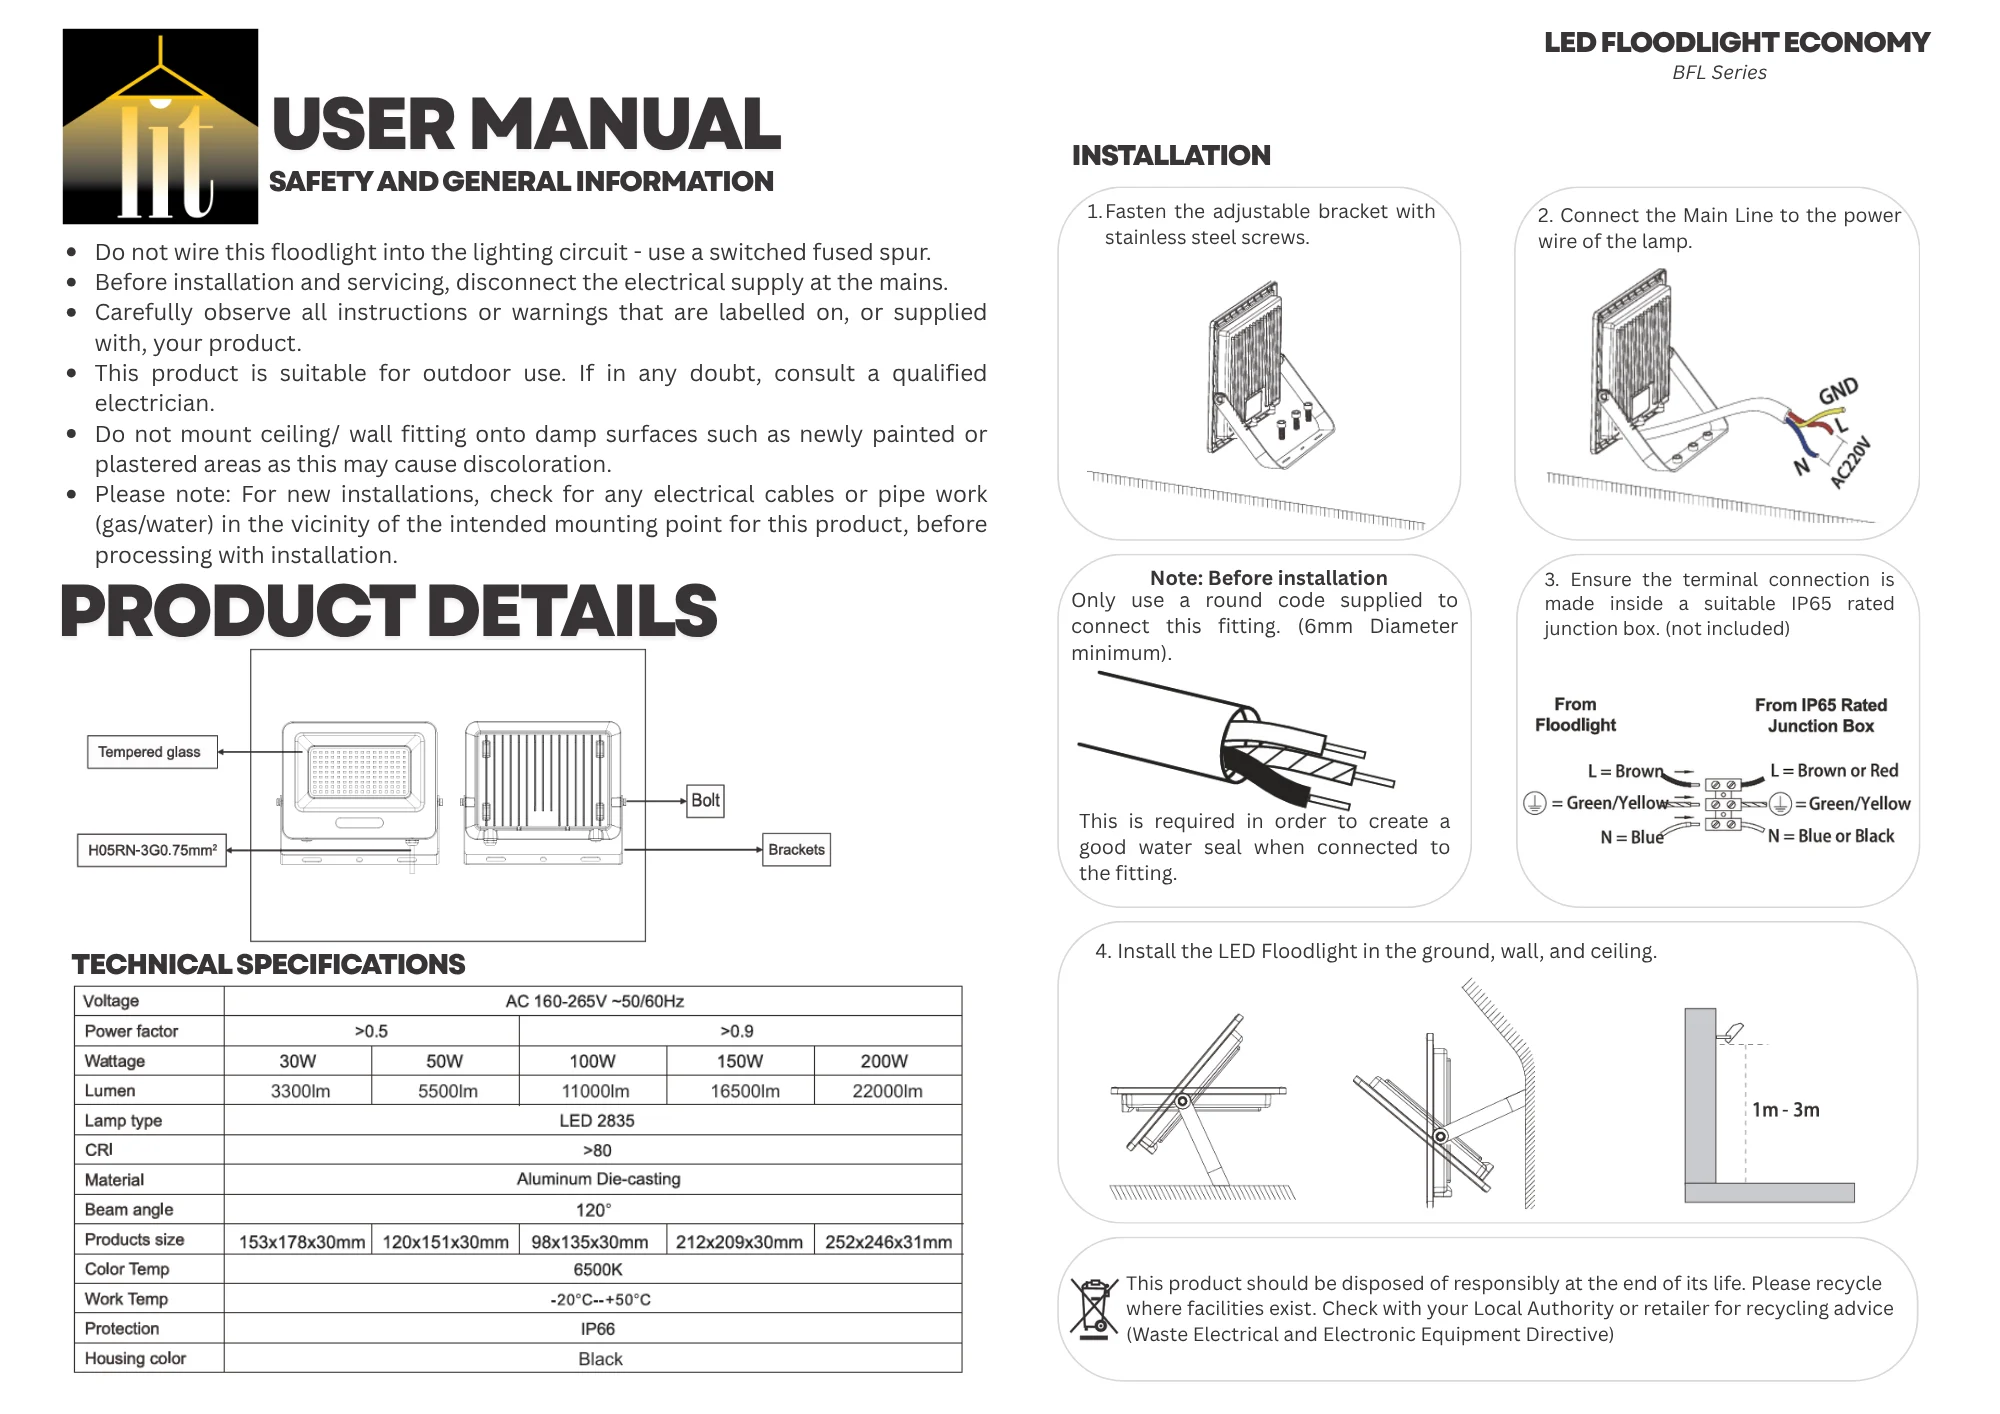 lit
USER MANUAL
SAFETY AND GENERAL INFORMATION
• Do not wire this floodlight into the lighting circuit - use a switched fused spur.
• Before installation and servicing, disconnect the electrical supply at the mains.
• Carefully observe all instructions or warnings that are labelled on, or supplied
with, your product.
• This product is suitable for outdoor use. If in any doubt, consult a qualified
electrician.
• Do not mount ceiling/ wall fitting onto damp surfaces such as newly painted or
plastered areas as this may cause discoloration.
• Please note: For new installations, check for any electrical cables or pipe work
(gas/water) in the vicinity of the intended mounting point for this product, before
processing with installation.
PRODUCT DETAILS
Tempered glass
Bolt
H05RN-3G0.75mm²
Brackets
TECHNICAL SPECIFICATIONS
Voltage AC 160-265V ~50/60Hz
Power factor >0.5 >0.9
Wattage 30W 50W 100W 150W 200W
Lumen 3300lm 5500lm 11000lm 16500lm 22000lm
Lamp type LED 2835
CRI >80
Material Aluminum Die-casting
Beam angle 120°
Products size 153x178x30mm 120x151x30mm 98x135x30mm 212x209x30mm 252x246x31mm
Color Temp 6500K
Work Temp -20°C--+50°C
Protection IP66
Housing color Black
LED FLOODLIGHT ECONOMY
BFL Series
INSTALLATION
1. Fasten the adjustable bracket with
stainless steel screws.
2. Connect the Main Line to the power
wire of the lamp.
GND
L
N
AC220V
Note: Before installation
Only use a round code supplied to
connect this fitting. (6mm Diameter
minimum).
This is required in order to create a
good water seal when connected to
the fitting.
3. Ensure the terminal connection is
made inside a suitable IP65 rated
junction box. (not included)
From
Floodlight
From IP65 Rated
Junction Box
L = Brown
L = Brown or Red
= Green/Yellow
= Green/Yellow
N = Blue
N = Blue or Black
4. Install the LED Floodlight in the ground, wall, and ceiling.
1m - 3m
This product should be disposed of responsibly at the end of its life. Please recycle
where facilities exist. Check with your Local Authority or retailer for recycling advice
(Waste Electrical and Electronic Equipment Directive)